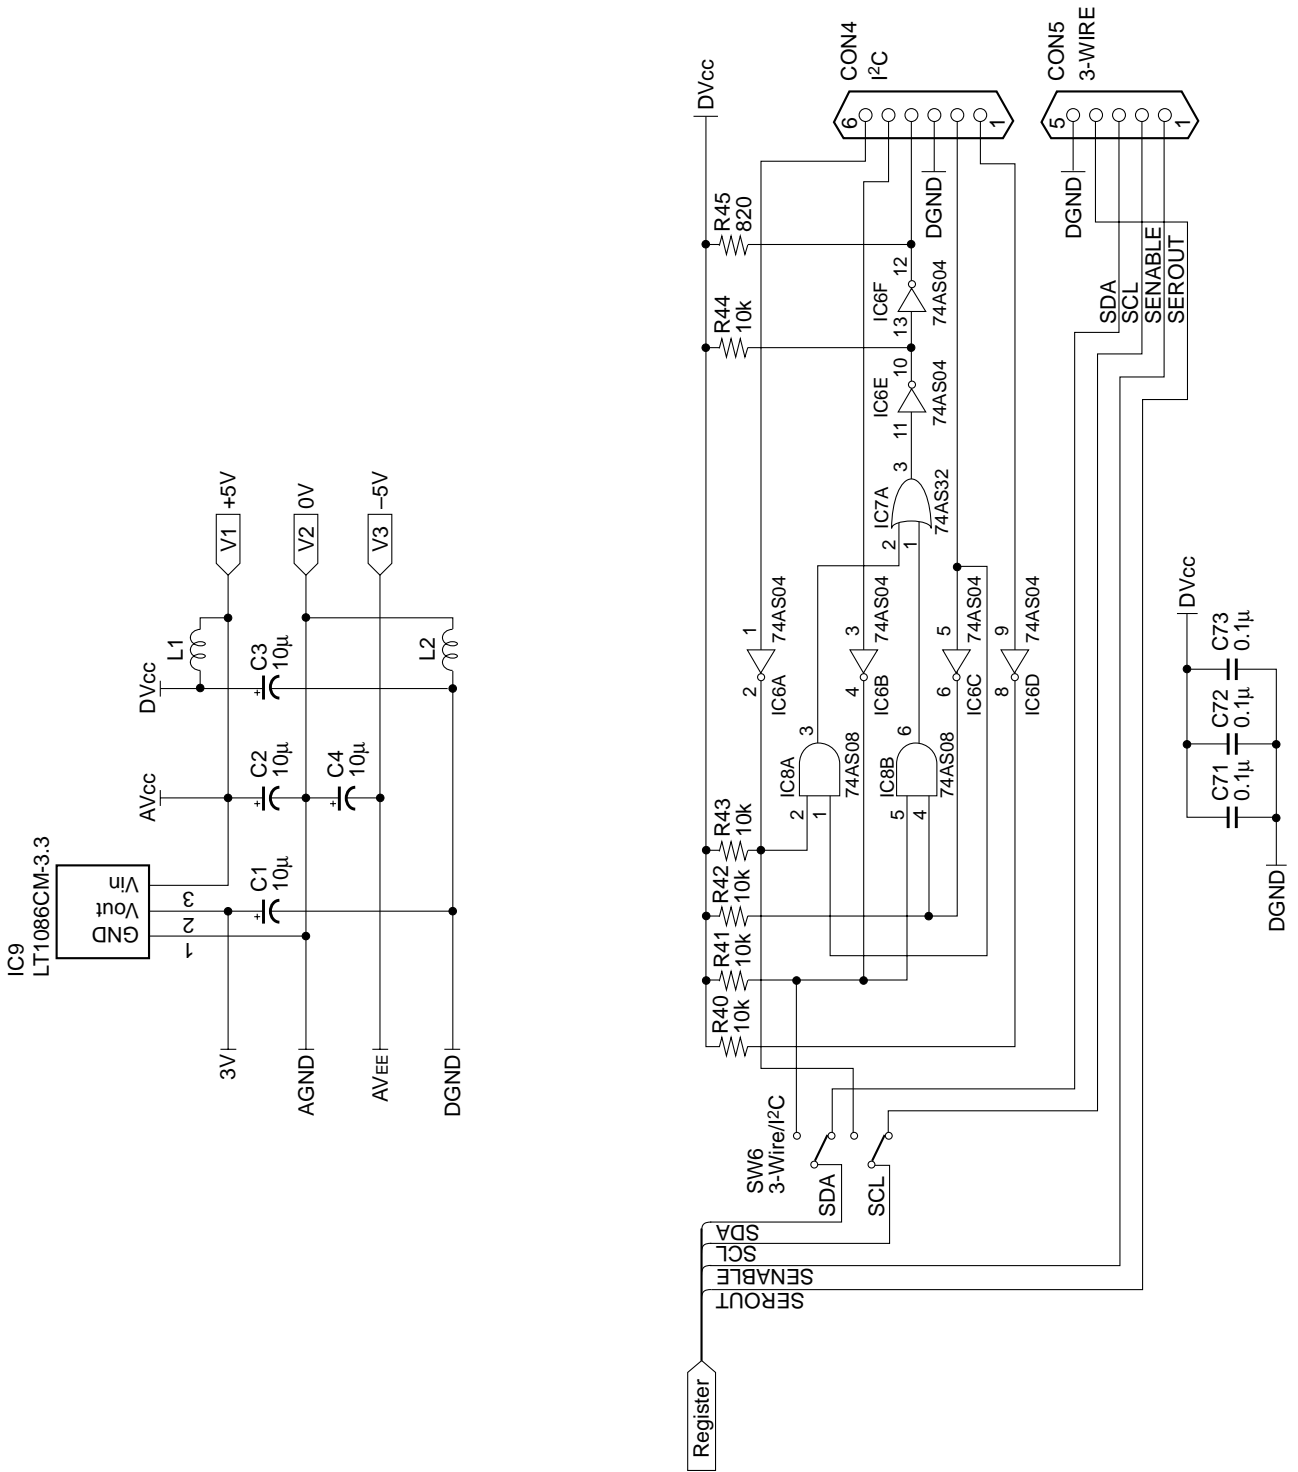 IC9
LT1086CM-3.3
Vin
Vout
GND
3
2
1
AVcc
DVcc
L1
C1
10µ
C2
10µ
C3
10µ
C4
10µ
L2
V1
+5V
V2
0V
V3
–5V
3V
AGND
AVEE
DGND
DVcc
R40
10k
R41
10k
R42
10k
R43
10k
R44
10k
R45
820
CON4
I²C
6
1
DGND
CON5
3-WIRE
5
1
DGND
SDA
SCL
SENABLE
SEROUT
2
1
IC6A
74AS04
4
3
IC6B
74AS04
6
5
IC6C
74AS04
8
9
IC6D
74AS04
IC8A
2
1
3
74AS08
IC8B
5
4
6
74AS08
IC7A
2
1
3
74AS32
IC6E
11
10
74AS04
IC6F
13
12
74AS04
SW6
3-Wire/I²C
SDA
SCL
SDA
SCL
SENABLE
SEROUT
Register
DVcc
C71
0.1µ
C72
0.1µ
C73
0.1µ
DGND